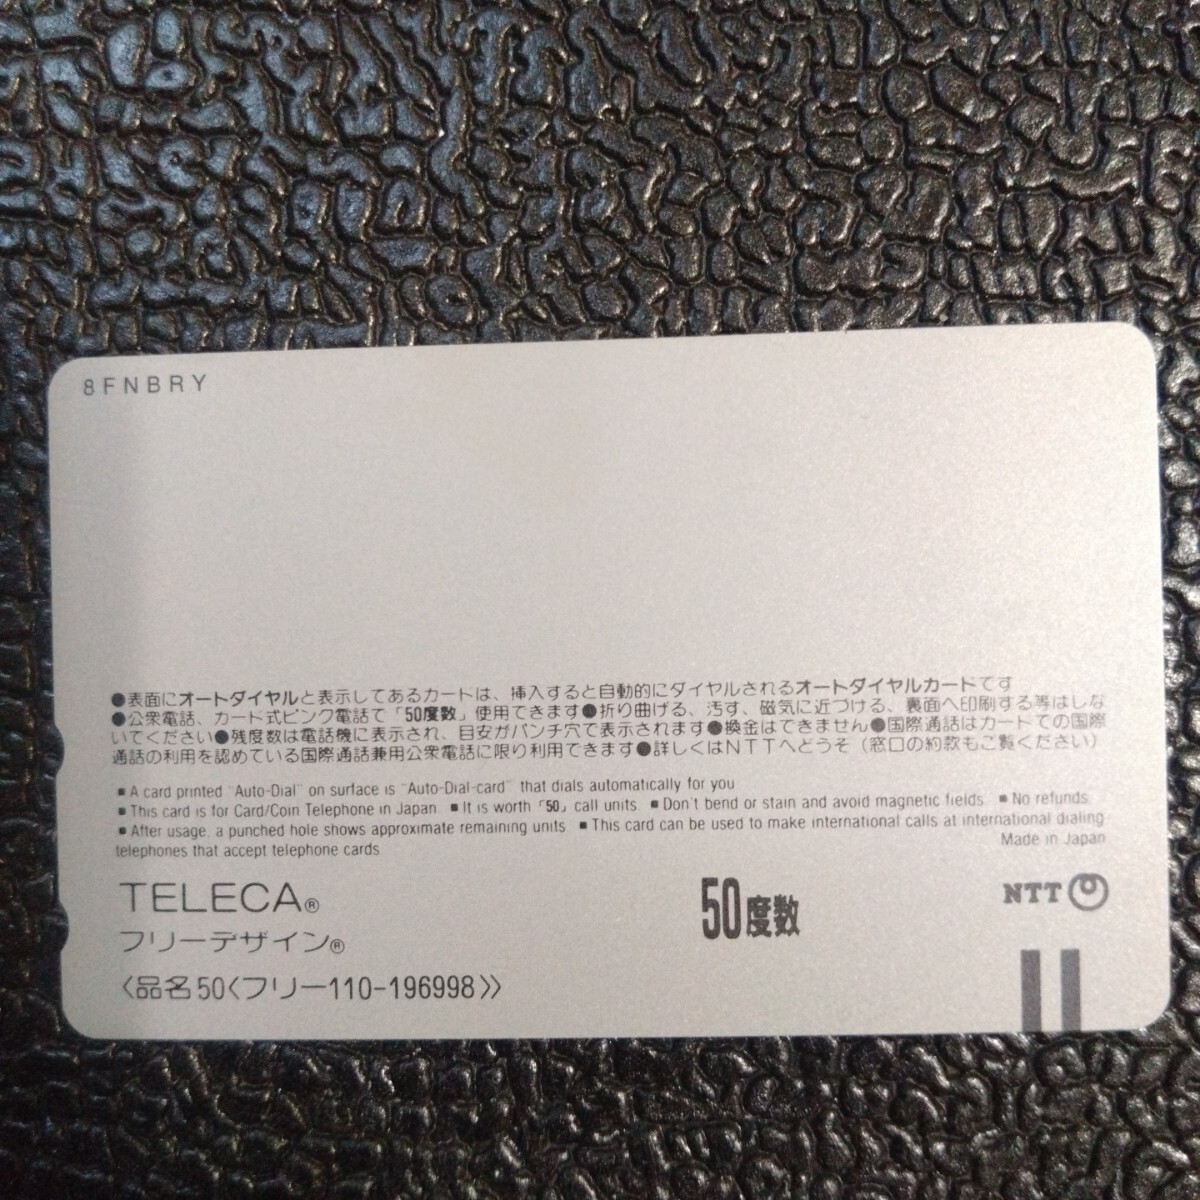 8FNBRY
●表面にオートダイヤルと表示してあるカードは、挿入すると自動的にダイヤルされるオートダイヤルカードです
●公衆電話、カード式ピンク電話で「50度数」使用できます●折り曲げる、汚す、磁気に近づける、裏面へ印刷する等はしな
いでください●残度数は電話機に表示され、目安がパンチ穴で表示されます●換金はできません●国際通話はカードでの国際
通話の利用を認めている国際通話兼用公衆電話に限り利用できます●詳しくはNTTへどうぞ（窓口の約款もご覧ください）
■A card printed "Auto-Dial" on surface is "Auto-Dial-card" that dials automatically for you
■This card is for Card/Coin Telephone in Japan. ■It is worth「50」call units. ■Don't bend or stain and avoid magnetic fields. ■No refunds.
■After usage, a punched hole shows approximate remaining units. ■This card can be used to make international calls at international dialing
telephones that accept telephone cards.
Made in Japan
TELECA®
50度数
NTT
フリーデザイン®
〈品名50〈フリー110-196998〉〉